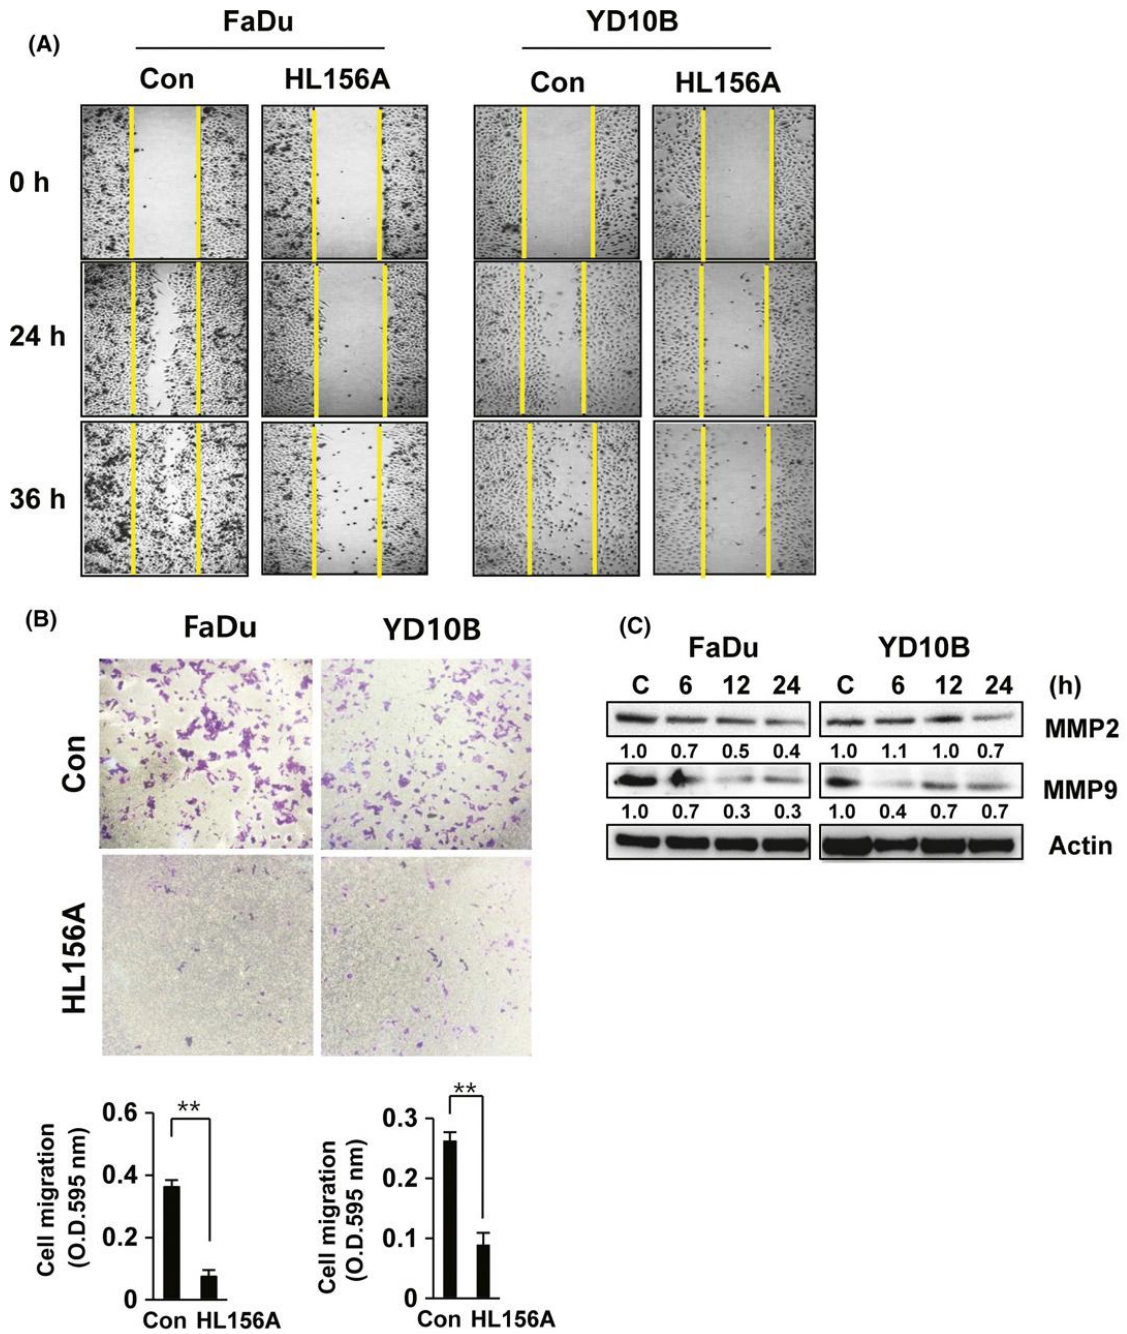 (A)
FaDu YD10B
Con HL156A Con HL156A
0 h
24 h
36 h
(B)
FaDu YD10B
Con
HL156A
Cell migration
(O.D.595 nm)
0.6
0.4
0.2
0
**
Con HL156A
Cell migration
(O.D.595 nm)
0.3
0.2
0.1
0
**
Con HL156A
(C)
FaDu YD10B
C 6 12 24 C 6 12 24 (h)
MMP2
1.0 0.7 0.5 0.4 1.0 1.1 1.0 0.7
MMP9
1.0 0.7 0.3 0.3 1.0 0.4 0.7 0.7
Actin